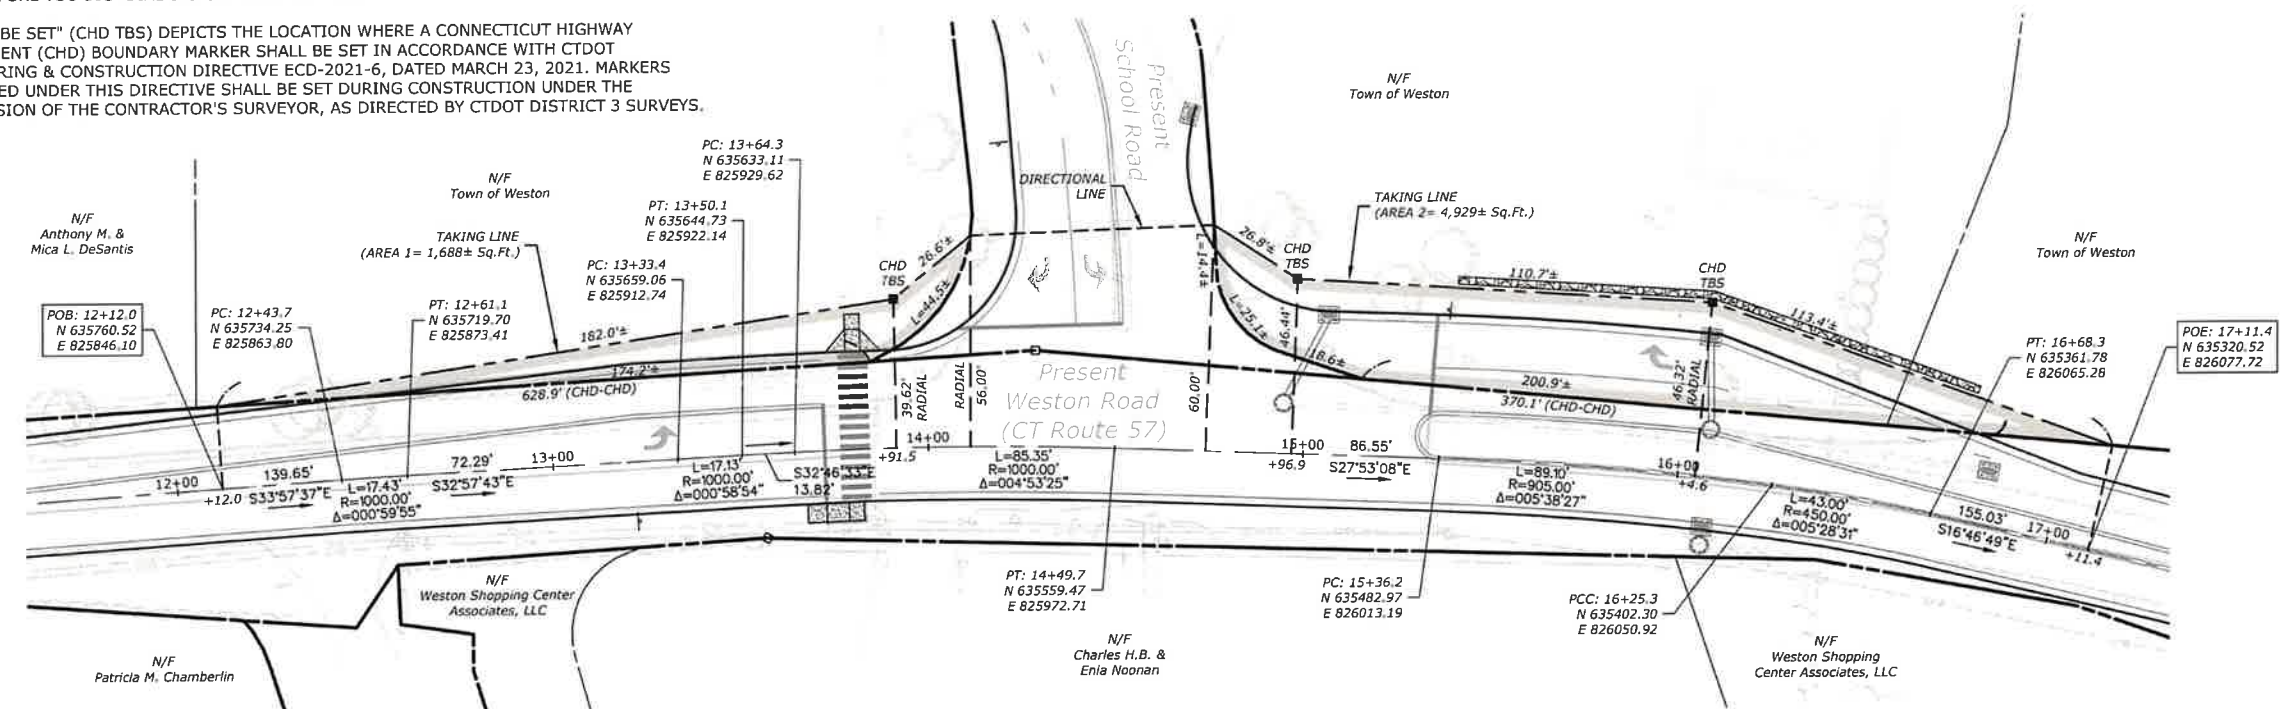 BE SET" (CHD TBS) DEPICTS THE LOCATION WHERE A CONNECTICUT HIGHWAY
ENT (CHD) BOUNDARY MARKER SHALL BE SET IN ACCORDANCE WITH CTDOT
RING & CONSTRUCTION DIRECTIVE ECD-2021-6, DATED MARCH 23, 2021. MARKERS
ED UNDER THIS DIRECTIVE SHALL BE SET DURING CONSTRUCTION UNDER THE
SION OF THE CONTRACTOR'S SURVEYOR, AS DIRECTED BY CTDOT DISTRICT 3 SURVEYS.
N/F
Anthony M. &
Mica L. DeSantis
N/F
Town of Weston
TAKING LINE
(AREA 1= 1,688± Sq.Ft.)
PC: 13+64.3
N 635633.11
E 825929.62
PT: 13+50.1
N 635644.73
E 825922.14
PC: 13+33.4
N 635659.06
E 825912.74
PT: 12+61.1
N 635719.70
E 825873.41
PC: 12+43.7
N 635734.25
E 825863.80
POB: 12+12.0
N 635760.52
E 825846.10
Present
School Road
DIRECTIONAL
LINE
N/F
Town of Weston
TAKING LINE
(AREA 2= 4,929± Sq.Ft.)
N/F
Town of Weston
CHD
TBS
CHD
TBS
CHD
TBS
182.0'±
26.6'±
L=44.5±
174.2'±
628.9' (CHD-CHD)
39.62'
RADIAL
RADIAL
56.00'
60.00'
L=14.4±
26.8'±
L=25.1±
46.44'
18.6±
110.7'±
113.4'±
46.32'
RADIAL
200.9'±
370.1' (CHD-CHD)
PT: 16+68.3
N 635361.78
E 826065.28
POE: 17+11.4
N 635320.52
E 826077.72
Present
Weston Road
(CT Route 57)
12+00
+12.0
139.65'
S33°57'37"E
L=17.43'
R=1000.00'
Δ=000°59'55"
72.29'
S32°57'43"E
13+00
L=17.13'
R=1000.00'
Δ=000°58'54"
S32°46'33"E
13.82'
+91.5
14+00
L=85.35'
R=1000.00'
Δ=004°53'25"
15+00
+96.9
86.55'
S27°53'08"E
L=89.10'
R=905.00'
Δ=005°38'27"
16+00
+4.6
L=43.00'
R=450.00'
Δ=005°28'31"
155.03'
S16°46'49"E
17+00
+11.4
PT: 14+49.7
N 635559.47
E 825972.71
PC: 15+36.2
N 635482.97
E 826013.19
PCC: 16+25.3
N 635402.30
E 826050.92
N/F
Weston Shopping Center
Associates, LLC
N/F
Patricia M. Chamberlin
N/F
Charles H.B. &
Enia Noonan
N/F
Weston Shopping
Center Associates, LLC